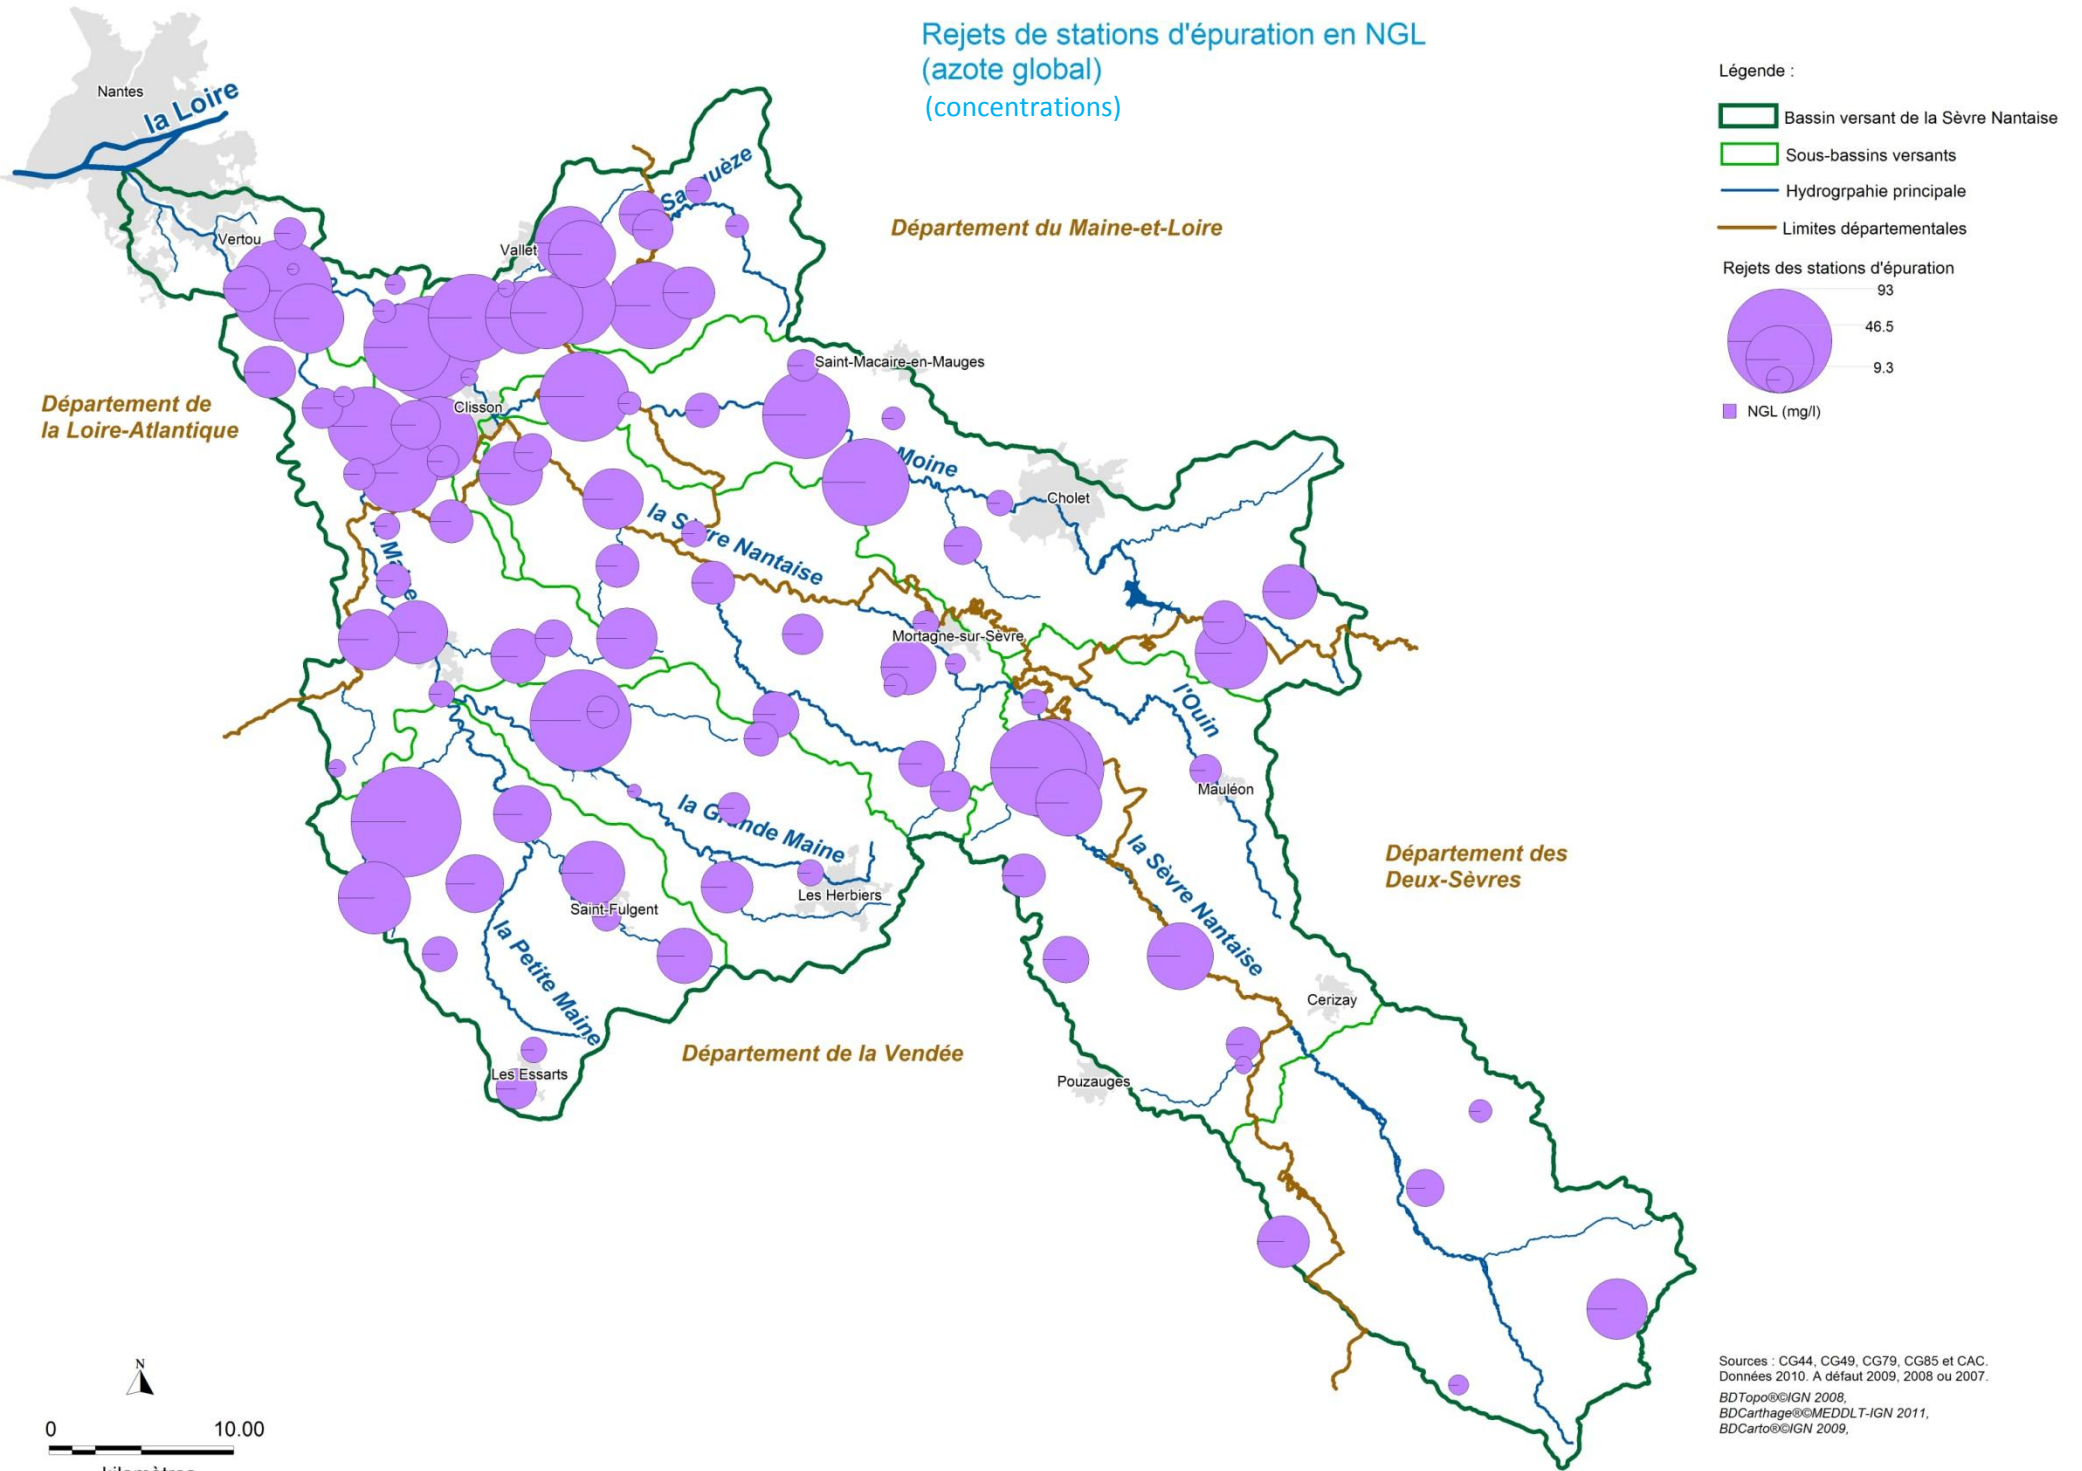 Rejets de stations d'épuration en NGL
(azote global)
(concentrations)
Légende :
Bassin versant de la Sèvre Nantaise
Sous-bassins versants
Hydrogrpahie principale
Limites départementales
Rejets des stations d'épuration
93
46.5
9.3
NGL (mg/l)
Nantes
la Loire
Vertou
Vallet
Département du Maine-et-Loire
Saint-Macaire-en-Mauges
Département de
la Loire-Atlantique
Clisson
Moine
Cholet
la Sèvre Nantaise
Mortagne-sur-Sèvre
l'Ouin
Mauléon
la Grande Maine
Les Herbiers
Saint-Fulgent
la Petite Maine
la Sèvre Nantaise
Département des
Deux-Sèvres
Cerizay
Département de la Vendée
Les Essarts
Pouzauges
N
0 10.00
kilomètres
Sources : CG44, CG49, CG79, CG85 et CAC.
Données 2010. A défaut 2009, 2008 ou 2007.
BDTopo®©IGN 2008,
BDCarthage®©MEDDLT-IGN 2011,
BDCarto®©IGN 2009,